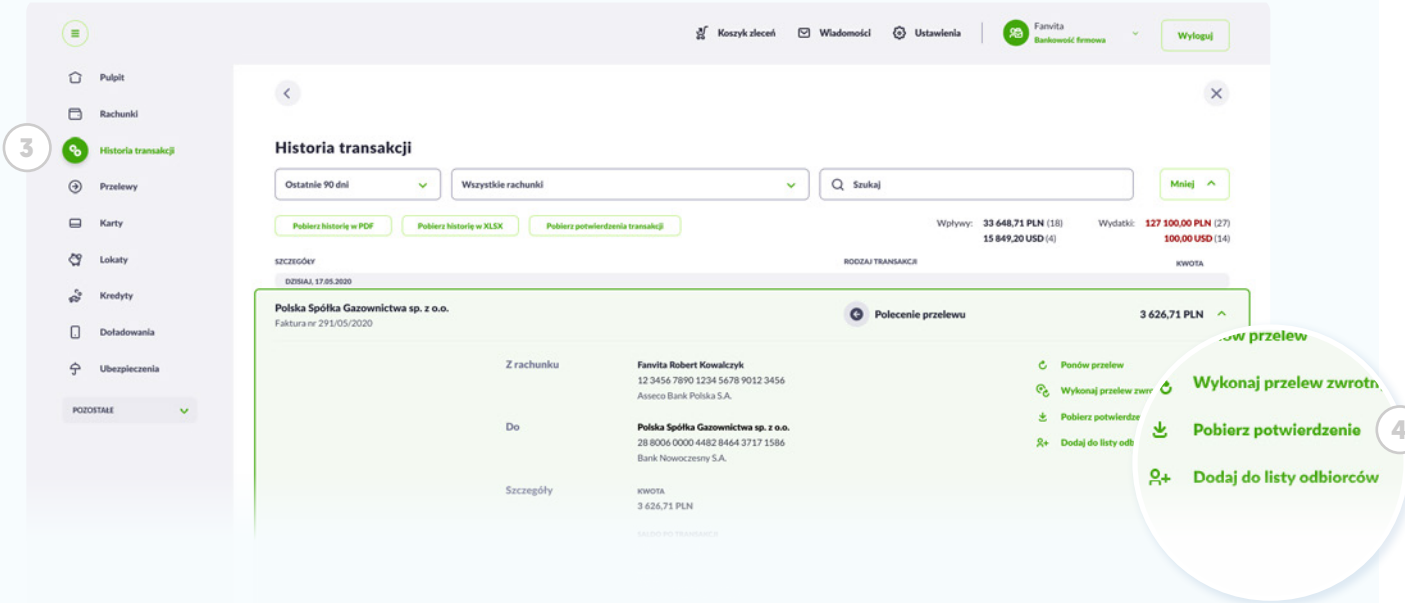 Koszyk zleceń
Wiadomości
Ustawienia
Fanvita
Bankowość firmowa
Wyloguj
Pulpit
Rachunki
3
Historia transakcji
Przelewy
Karty
Lokaty
Kredyty
Doładowania
Ubezpieczenia
POZOSTAŁE
Historia transakcji
Ostatnie 90 dni
Wszystkie rachunki
Szukaj
Mniej
Pobierz historię w PDF
Pobierz historię w XLSX
Pobierz potwierdzenia transakcji
Wpływy: 33 648,71 PLN (18)
15 849,20 USD (4)
Wydatki: 127 100,00 PLN (27)
100,00 USD (14)
SZCZEGÓŁY
RODZAJ TRANSAKCJI
KWOTA
DZISIAJ, 17.05.2020
Polska Spółka Gazownictwa sp. z o.o.
Faktura nr 291/05/2020
Polecenie przelewu
3 626,71 PLN
Z rachunku
Fanvita Robert Kowalczyk
12 3456 7890 1234 5678 9012 3456
Asseco Bank Polska S.A.
Do
Polska Spółka Gazownictwa sp. z o.o.
28 8006 0000 4482 8464 3717 1586
Bank Nowoczesny S.A.
Szczegóły
KWOTA
3 626,71 PLN
SALDO PO TRANSAKCJI
Ponów przelew
Wykonaj przelew zwr
Pobierz potwierdze
Dodaj do listy odb
ów przelew
Wykonaj przelew zwrotn
Pobierz potwierdzenie
4
Dodaj do listy odbiorców